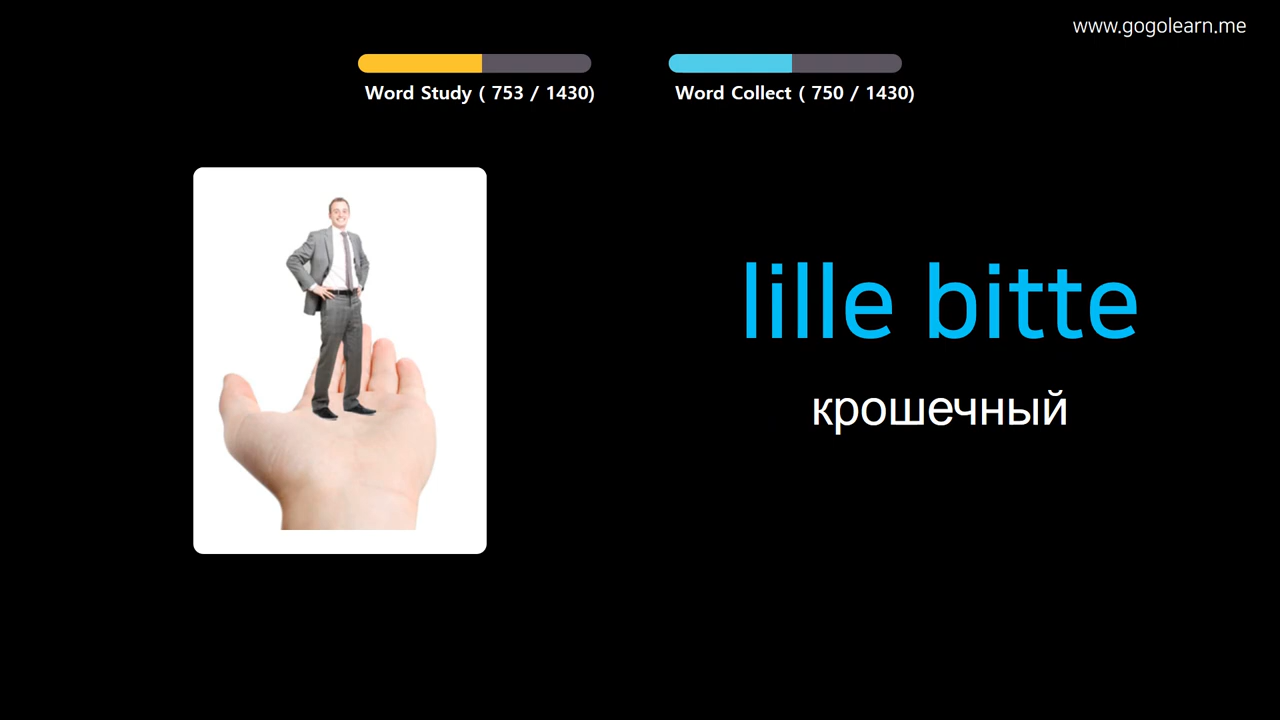 www.gogolearn.me
Word Study ( 753 / 1430)
Word Collect ( 750 / 1430)
lille bitte
крошечный